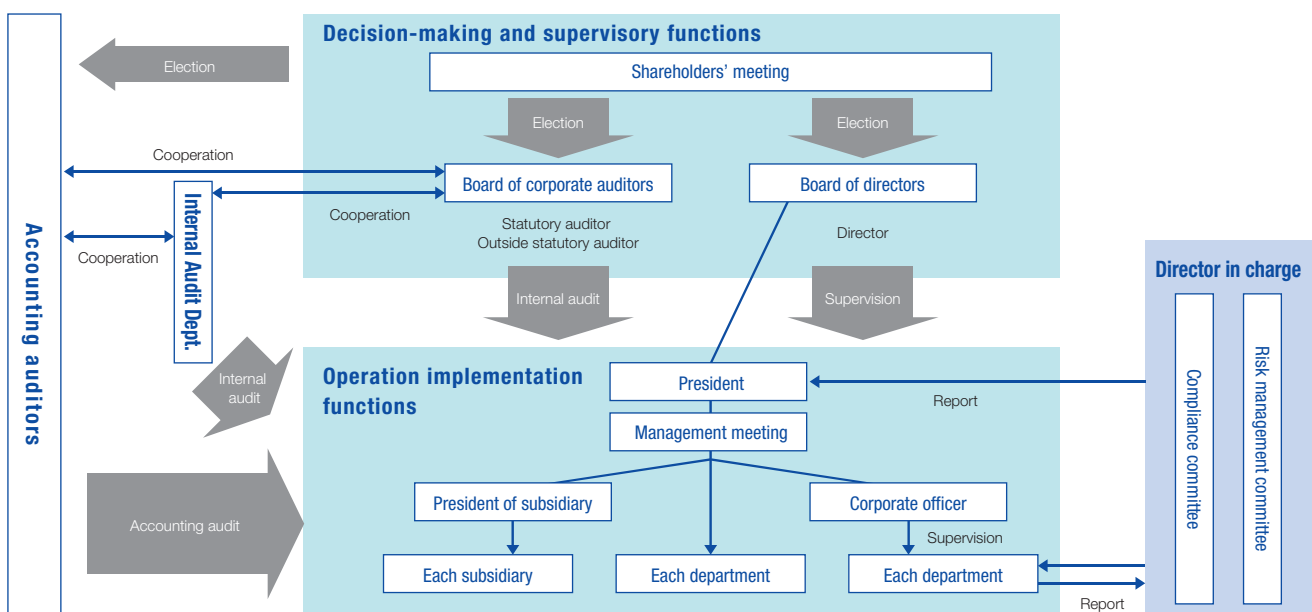 Decision-making and supervisory functions
Shareholders' meeting
Election
Election
Election
Cooperation
Board of corporate auditors
Board of directors
Cooperation
Statutory auditor
Outside statutory auditor
Director
Cooperation
Internal Audit Dept.
Accounting auditors
Internal audit
Supervision
Director in charge
Compliance committee
Risk management committee
Internal
audit
Operation implementation
functions
President
Report
Management meeting
President of subsidiary
Corporate officer
Accounting audit
Supervision
Each subsidiary
Each department
Each department
Report